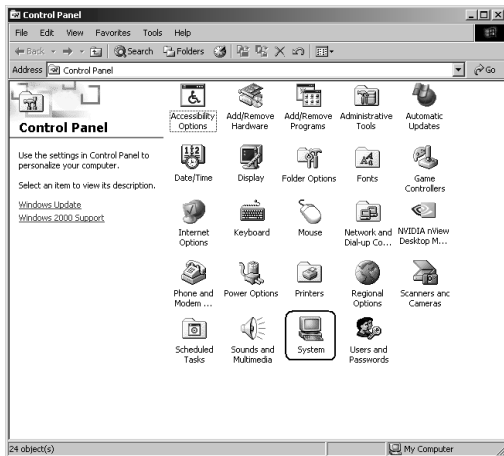 Control Panel
File Edit View Favorites Tools Help
Back Search Folders
Address Control Panel Go
Control Panel
Use the settings in Control Panel to
personalize your computer.
Select an item to view its description.
Windows Update
Windows 2000 Support
Accessibility
Options
Add/Remove
Hardware
Add/Remove
Programs
Administrative
Tools
Automatic
Updates
Date/Time
Display
Folder Options
Fonts
Game
Controllers
Internet
Options
Keyboard
Mouse
Network and
Dial-up Co...
NVIDIA nView
Desktop M...
Phone and
Modem ...
Power Options
Printers
Regional
Options
Scanners anc
Cameras
Scheduled
Tasks
Sounds and
Multimedia
System
Users and
Passwords
24 object(s)
My Computer